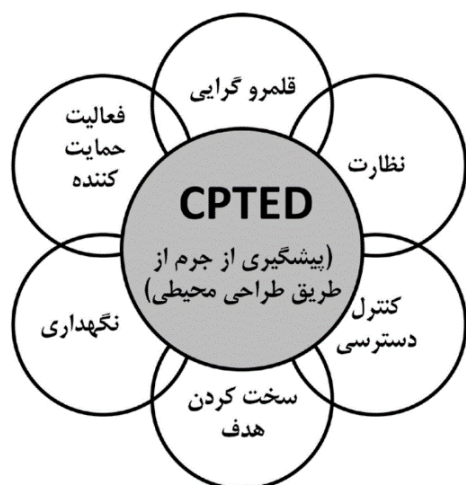 قلمرو گرایی
نظارت
کنترل
دسترسی
سخت کردن
هدف
نگهداری
فعالیت
حمایت
کننده
CPTED
(پیشگیری از جرم از
طریق طراحی محیطی)